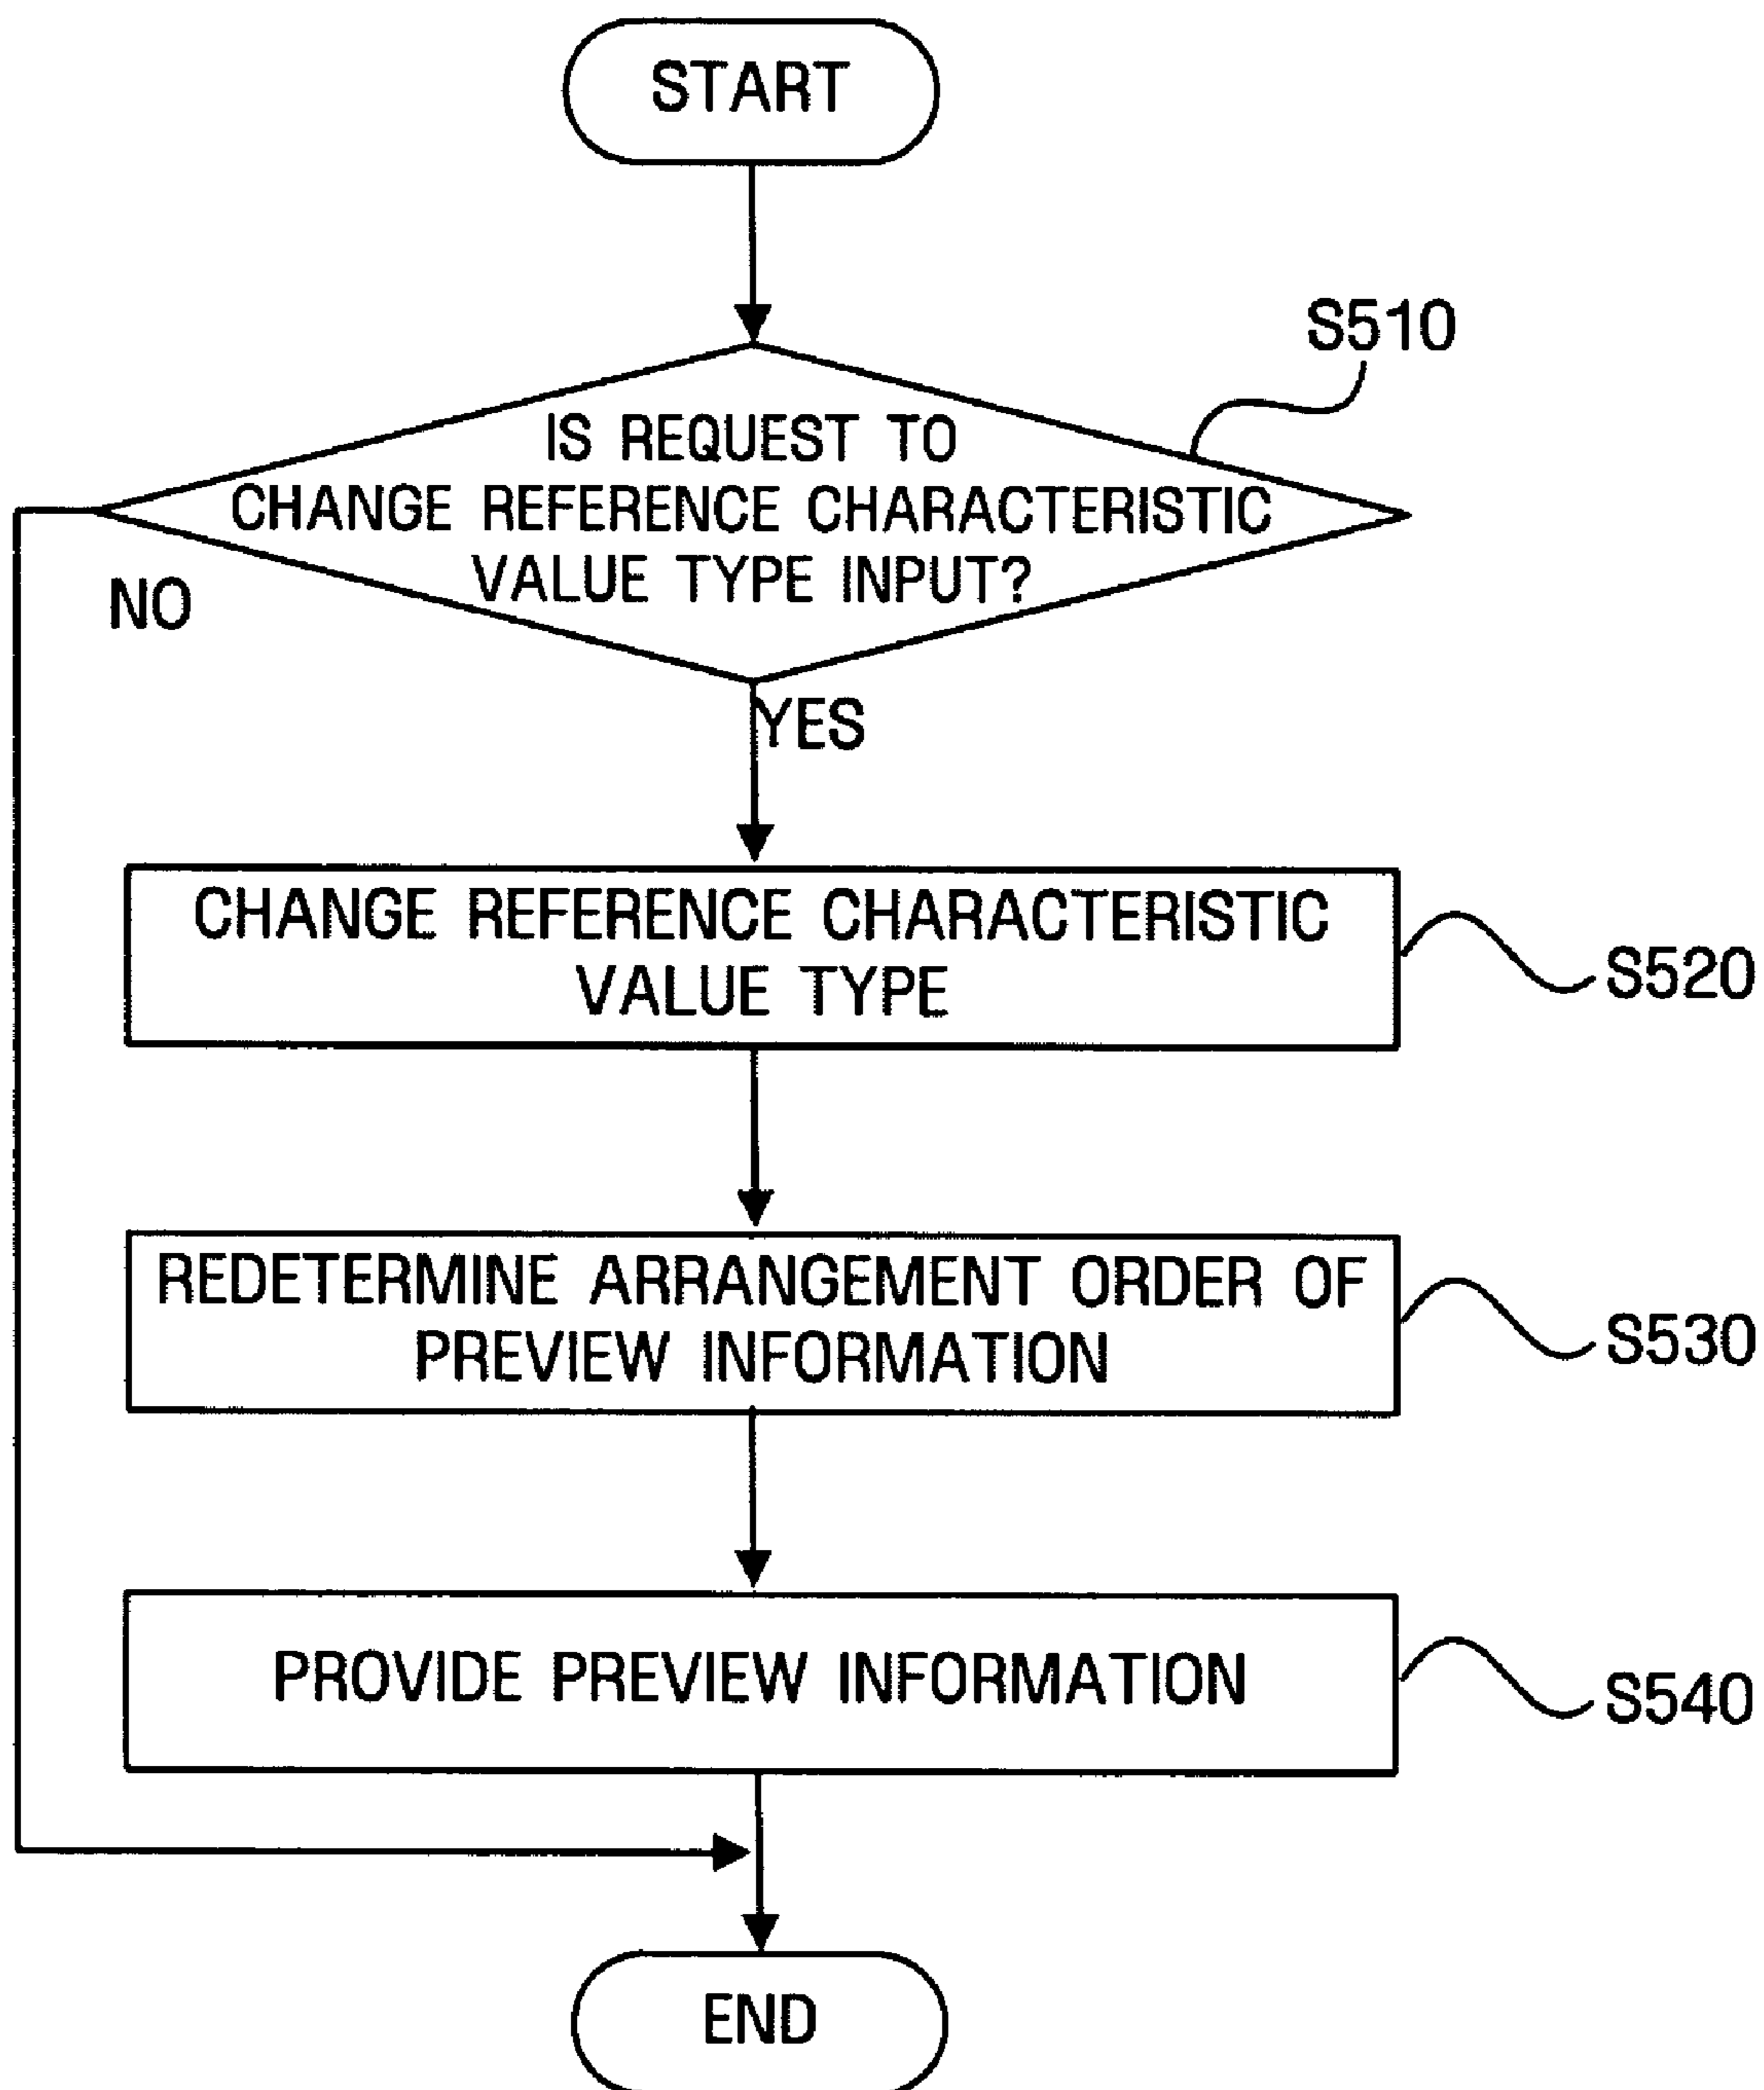 START
S510
IS REQUEST TO
CHANGE REFERENCE CHARACTERISTIC
VALUE TYPE INPUT?
NO
YES
CHANGE REFERENCE CHARACTERISTIC
VALUE TYPE
S520
REDETERMINE ARRANGEMENT ORDER OF
PREVIEW INFORMATION
S530
PROVIDE PREVIEW INFORMATION
S540
END